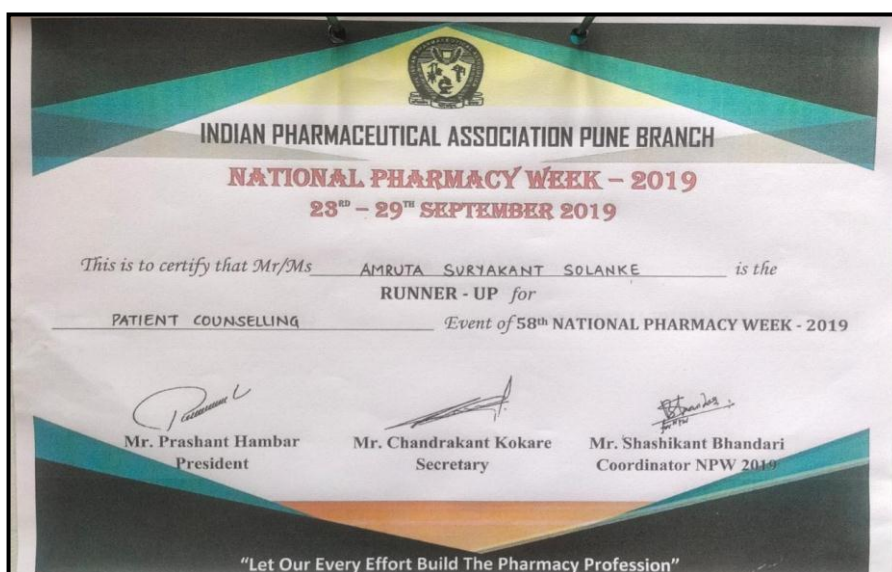 INDIAN PHARMACEUTICAL ASSOCIATION PUNE BRANCH
NATIONAL PHARMACY WEEK – 2019
23RD – 29TH SEPTEMBER 2019
This is to certify that Mr/Ms AMRUTA SURYAKANT SOLANKE is the
RUNNER - UP for
PATIENT COUNSELLING Event of 58th NATIONAL PHARMACY WEEK - 2019
Mr. Prashant Hambar Mr. Chandrakant Kokare Mr. Shashikant Bhandari
President Secretary Coordinator NPW 2019
"Let Our Every Effort Build The Pharmacy Profession"